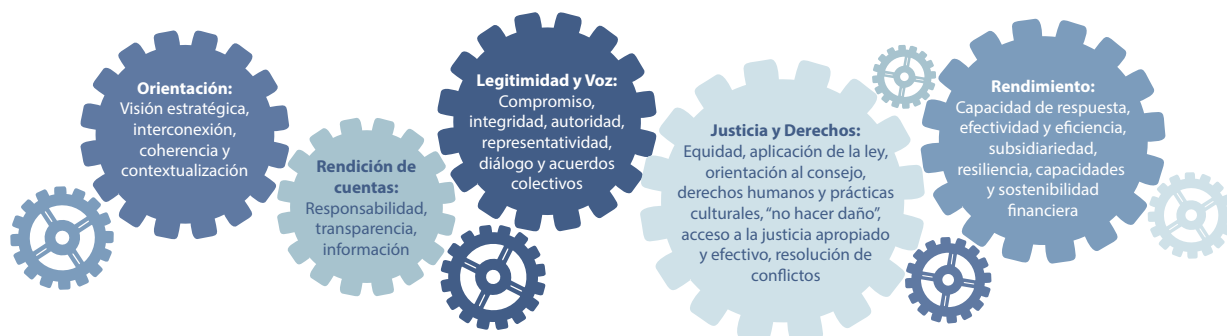 Orientación:
Visión estratégica,
interconexión,
coherencia y
contextualización
Rendición de
cuentas:
Responsabilidad,
transparencia,
información
Legitimidad y Voz:
Compromiso,
integridad, autoridad,
representatividad,
diálogo y acuerdos
colectivos
Justicia y Derechos:
Equidad, aplicación de la ley,
orientación al consejo,
derechos humanos y prácticas
culturales, “no hacer daño”,
acceso a la justicia apropiado
y efectivo, resolución de
conflictos
Rendimiento:
Capacidad de respuesta,
efectividad y eficiencia,
subsidiariedad,
resiliencia, capacidades
y sostenibilidad
financiera